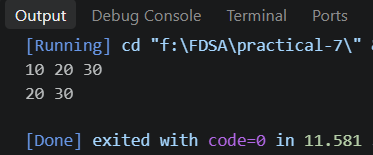 Output Debug Console Terminal Ports
[Running] cd "f:\FDSA\practical-7\"
10 20 30
20 30
[Done] exited with code=0 in 11.581